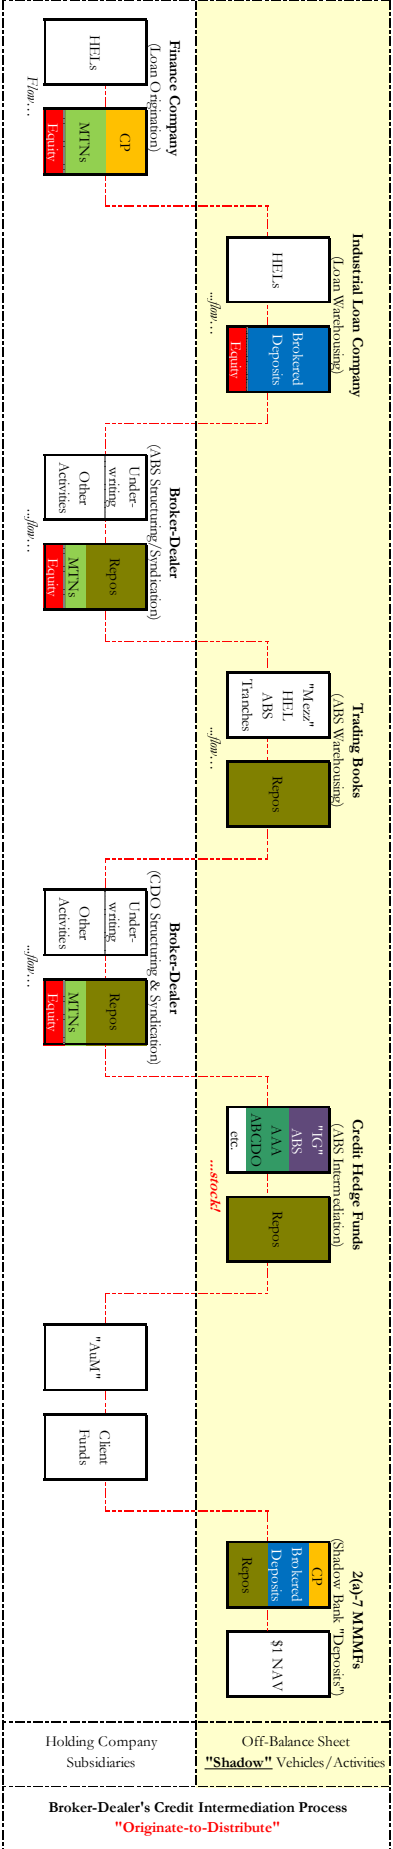 Finance Company
(Loan Origination)
HELs
CP
MTNs
Equity
Flow…
Industrial Loan Company
(Loan Warehousing)
HELs
Brokered
Deposits
Equity
...flow…
Broker-Dealer
(ABS Structuring/Syndication)
Under-
writing
Other
Activities
Repos
MTNs
Equity
...flow…
Trading Books
(ABS Warehousing)
"Mezz"
HEL
ABS
Tranches
Repos
...flow…
Broker-Dealer
(CDO Structuring & Syndication)
Under-
writing
Other
Activities
Repos
MTNs
Equity
...flow…
Credit Hedge Funds
(ABS Intermediation)
"IG"
ABS
AAA
ABCDO
etc.
Repos
...stock!
"AuM"
Client
Funds
2(a)-7 MMMFs
(Shadow Bank "Deposits")
CP
Brokered
Deposits
Repos
$1 NAV
Holding Company
Subsidiaries
Off-Balance Sheet
"Shadow" Vehicles/Activities
Broker-Dealer's Credit Intermediation Process
"Originate-to-Distribute"